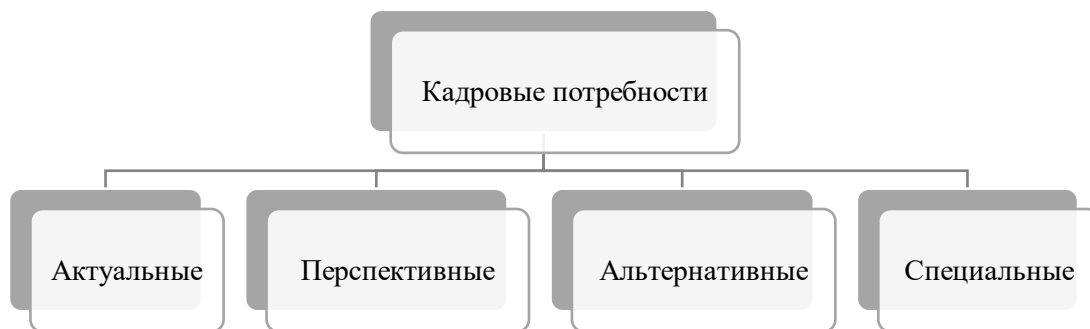 Кадровые потребности
Актуальные
Перспективные
Альтернативные
Специальные